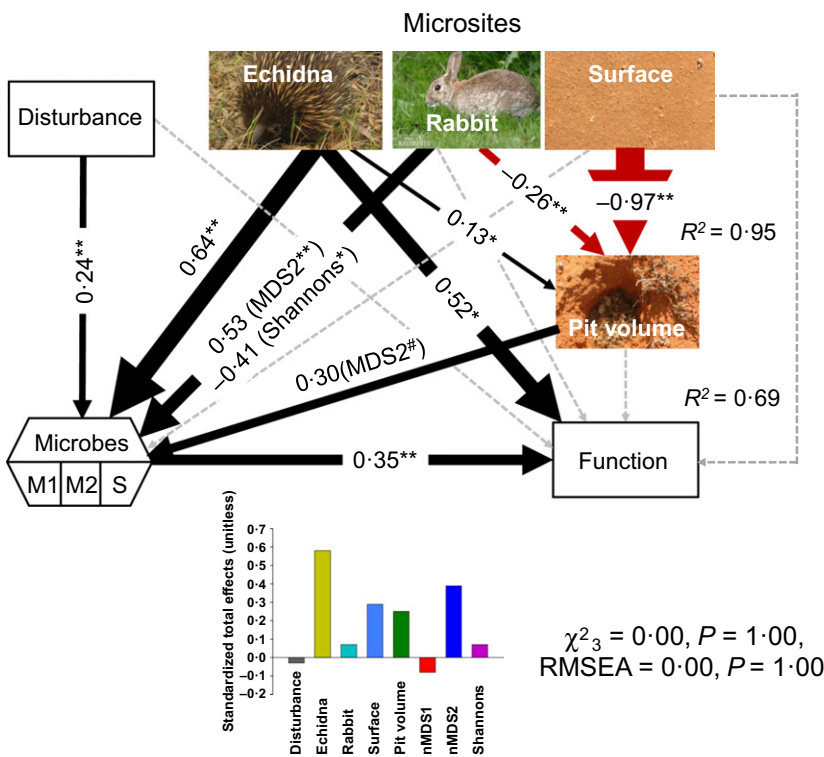 Microsites
Disturbance
Echidna
Rabbit
Surface
0·24**
0·64**
0·53 (MDS2**)
–0·41 (Shannons*)
0·13*
–0·26**
–0·97**
R² = 0·95
0·52*
Pit volume
0·30(MDS2#)
R² = 0·69
Microbes
M1 M2 S
0·35**
Function
Standardized total effects (unitless)
0·7
0·6
0·5
0·4
0·3
0·2
0·1
0·0
–0·1
–0·2
Disturbance
Echidna
Rabbit
Surface
Pit volume
nMDS1
nMDS2
Shannons
χ²₃ = 0·00, P = 1·00,
RMSEA = 0·00, P = 1·00